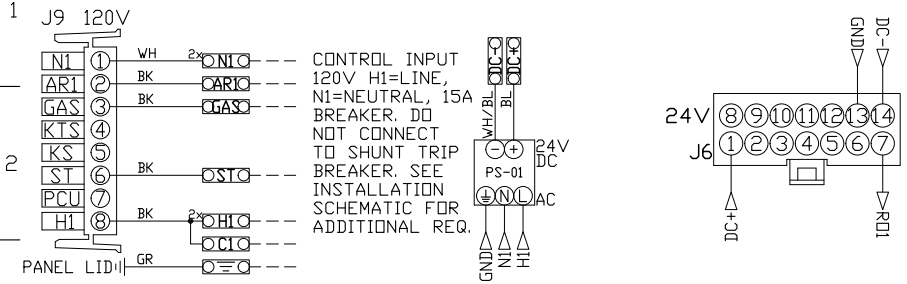 1
2
J9 120V
N1 1 WH 2x N1
AR1 2 BK AR1
GAS 3 BK GAS
KTS 4
KS 5
ST 6 BK ST
PCU 7
H1 8 BK 2x H1
C1
PANEL LID GR
CONTROL INPUT
120V H1=LINE,
N1=NEUTRAL, 15A
BREAKER. DO
NOT CONNECT
TO SHUNT TRIP
BREAKER. SEE
INSTALLATION
SCHEMATIC FOR
ADDITIONAL REQ.
DC-
DC+
WH/BL
BL
- +
24V
DC
PS-01
N L
AC
GND
N1
H1
GND
DC-
24V
8 9 10 11 12 13 14
J6
1 2 3 4 5 6 7
DC+
RO1